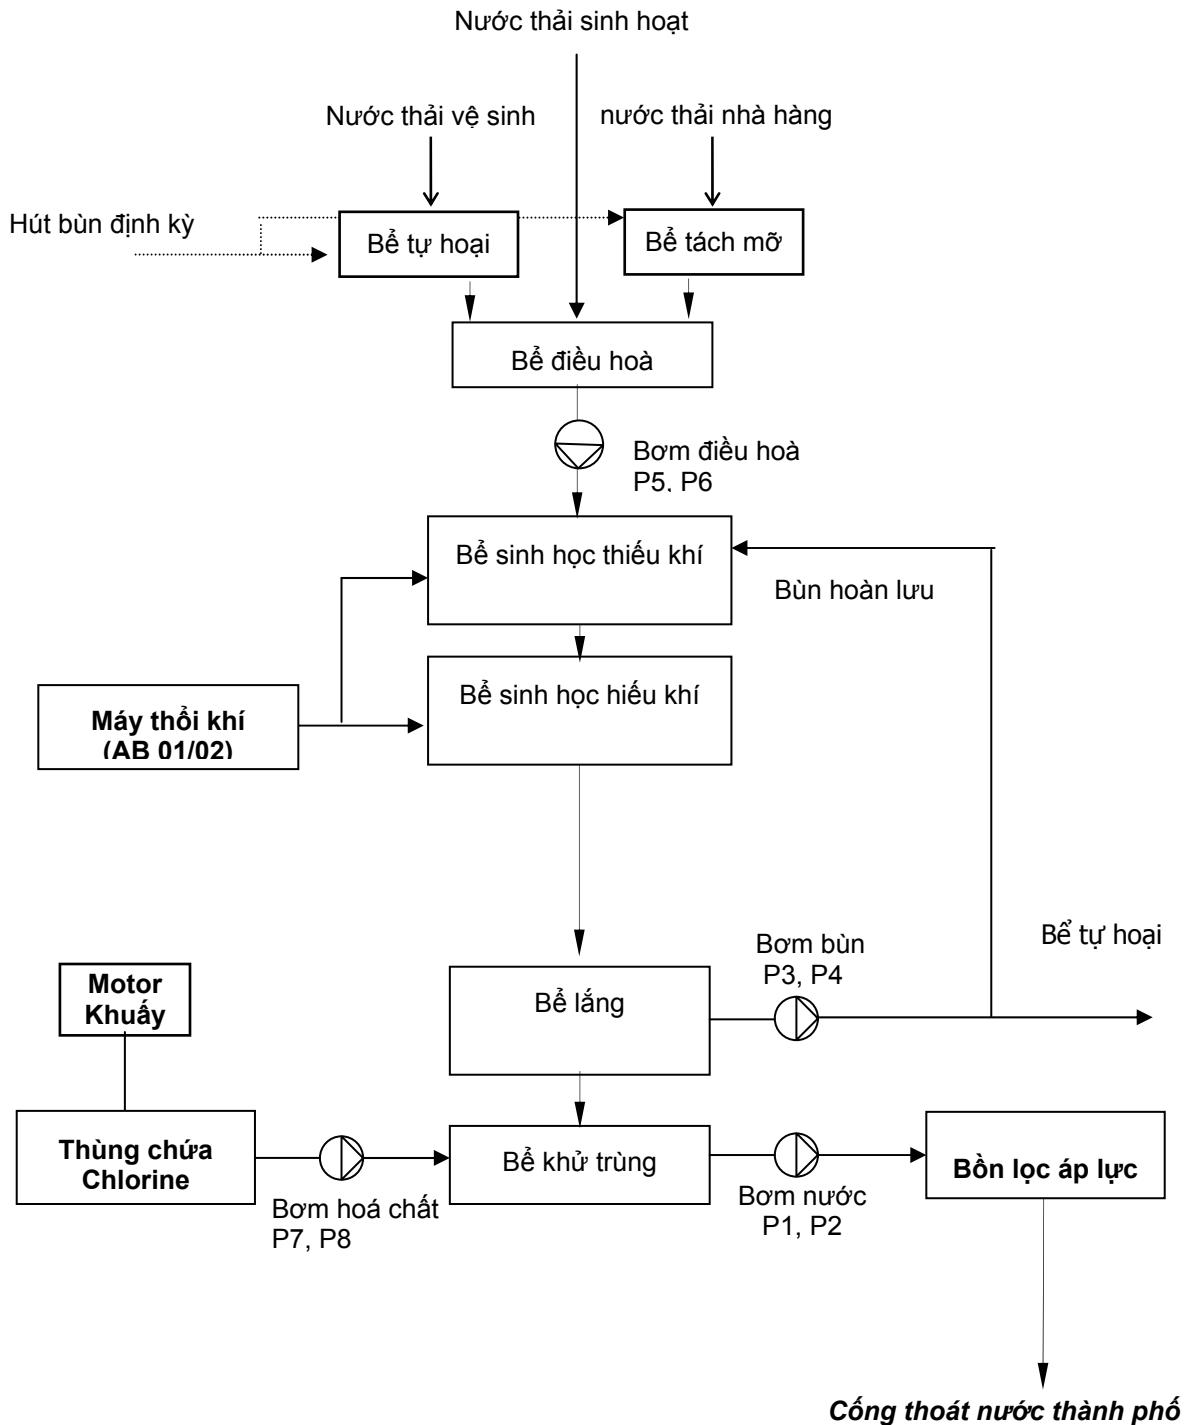 Nước thải sinh hoạt
Nước thải vệ sinh
nước thải nhà hàng
Hút bùn định kỳ
Bể tự hoại
Bể tách mỡ
Bể điều hoà
Bơm điều hoà
P5, P6
Bể sinh học thiếu khí
Bùn hoàn lưu
Bể sinh học hiếu khí
Máy thổi khí
(AB 01/02)
Bể tự hoại
Bơm bùn
P3, P4
Motor
Khuấy
Bể lắng
Thùng chứa
Chlorine
Bể khử trùng
Bồn lọc áp lực
Bơm hoá chất
P7, P8
Bơm nước
P1, P2
Cống thoát nước thành phố